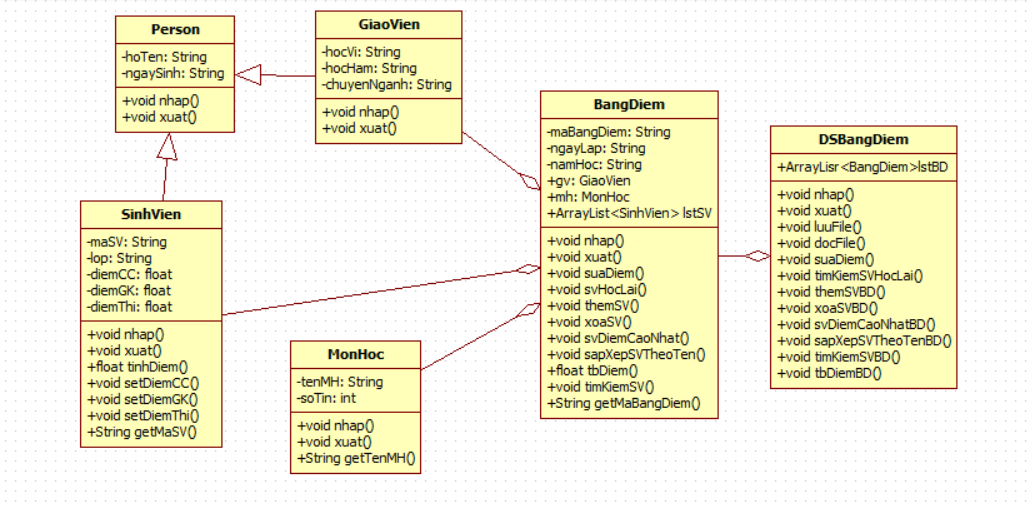 Person
-hoTen: String
-ngaySinh: String
+void nhap()
+void xuat()
GiaoVien
-hocVi: String
-hocHam: String
-chuyenNganh: String
+void nhap()
+void xuat()
BangDiem
-maBangDiem: String
-ngayLap: String
-namHoc: String
+gv: GiaoVien
+mh: MonHoc
+ArrayList<SinhVien> lstSV
+void nhap()
+void xuat()
+void suaDiem()
+void svHocLai()
+void themSV()
+void xoaSV()
+void svDiemCaoNhat()
+void sapXepSVTheoTen()
+float tbDiem()
+void timKiemSV()
+String getMaBangDiem()
DSBangDiem
+ArrayLisr<BangDiem>lstBD
+void nhap()
+void xuat()
+void luuFile()
+void docFile()
+void suaDiem()
+void timKiemSVHocLai()
+void themSVBD()
+void xoaSVBD()
+void svDiemCaoNhatBD()
+void sapXepSVTheoTenBD()
+void timKiemSVBD()
+void tbDiemBD()
SinhVien
-maSV: String
-lop: String
-diemCC: float
-diemGK: float
-diemThi: float
+void nhap()
+void xuat()
+float tinhDiem()
+void setDiemCC()
+void setDiemGK()
+void setDiemThi()
+String getMaSV()
MonHoc
-tenMH: String
-soTin: int
+void nhap()
+void xuat()
+String getTenMH()